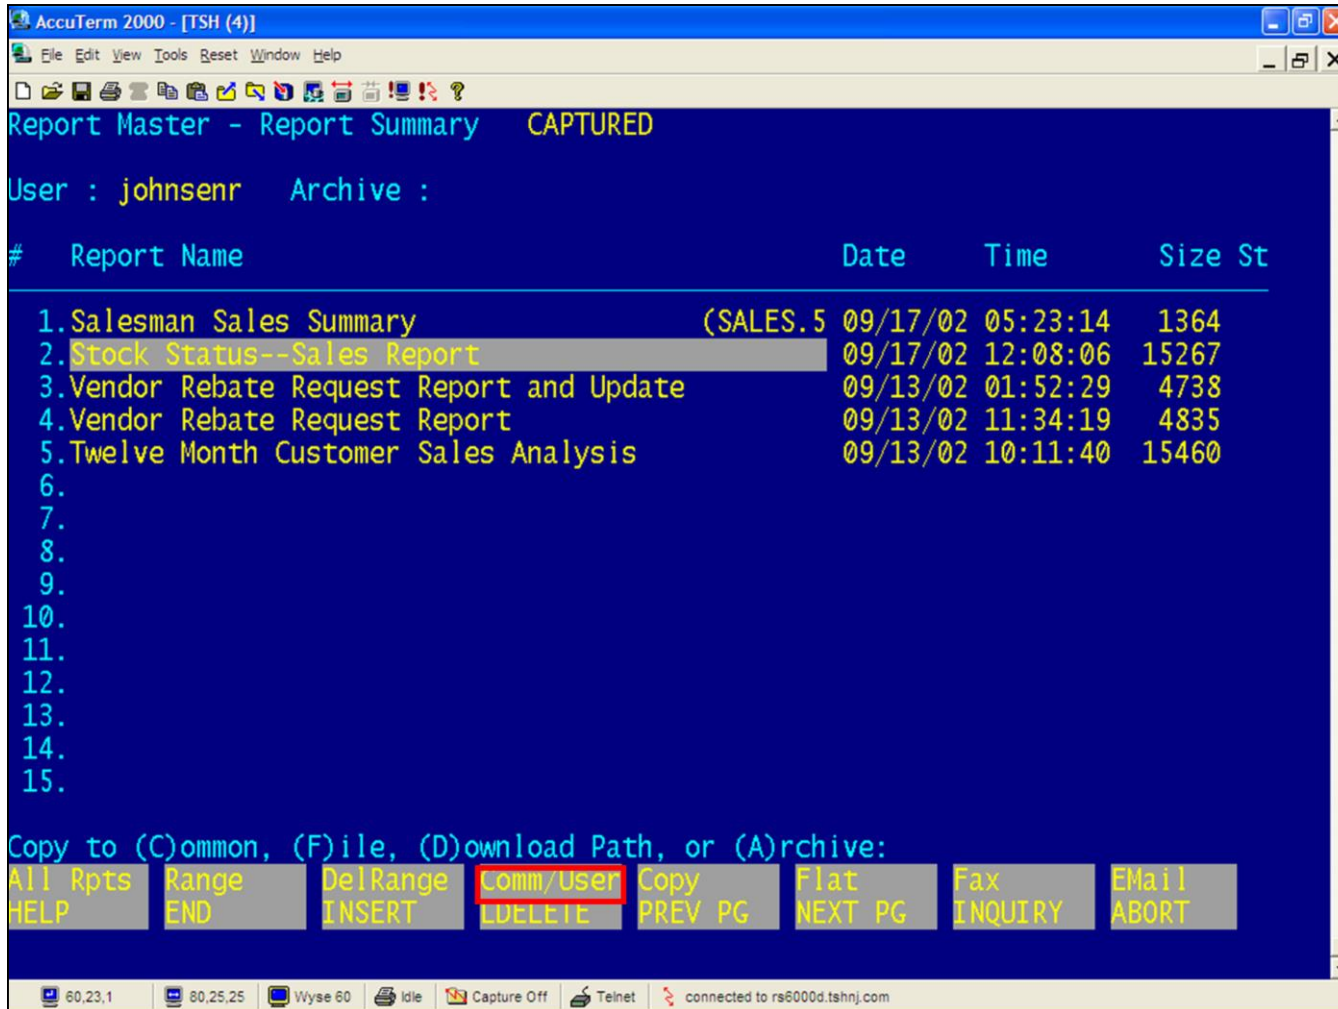 AccuTerm 2000 - [TSH (4)]
File Edit View Tools Reset Window Help
Report Master - Report Summary CAPTURED
User : johnsenr Archive :
# Report Name Date Time Size St
1. Salesman Sales Summary (SALES.5 09/17/02 05:23:14 1364
2. Stock Status--Sales Report 09/17/02 12:08:06 15267
3. Vendor Rebate Request Report and Update 09/13/02 01:52:29 4738
4. Vendor Rebate Request Report 09/13/02 11:34:19 4835
5. Twelve Month Customer Sales Analysis 09/13/02 10:11:40 15460
6.
7.
8.
9.
10.
11.
12.
13.
14.
15.
Copy to (C)ommon, (F)ile, (D)ownload Path, or (A)rchive:
All Rpts Range DelRange Comm/User Copy Flat Fax EMail
HELP END INSERT LDELETE PREV PG NEXT PG INQUIRY ABORT
60,23,1 80,25,25 Wyse 60 Idle Capture Off Telnet connected to rs6000d.tshnj.com